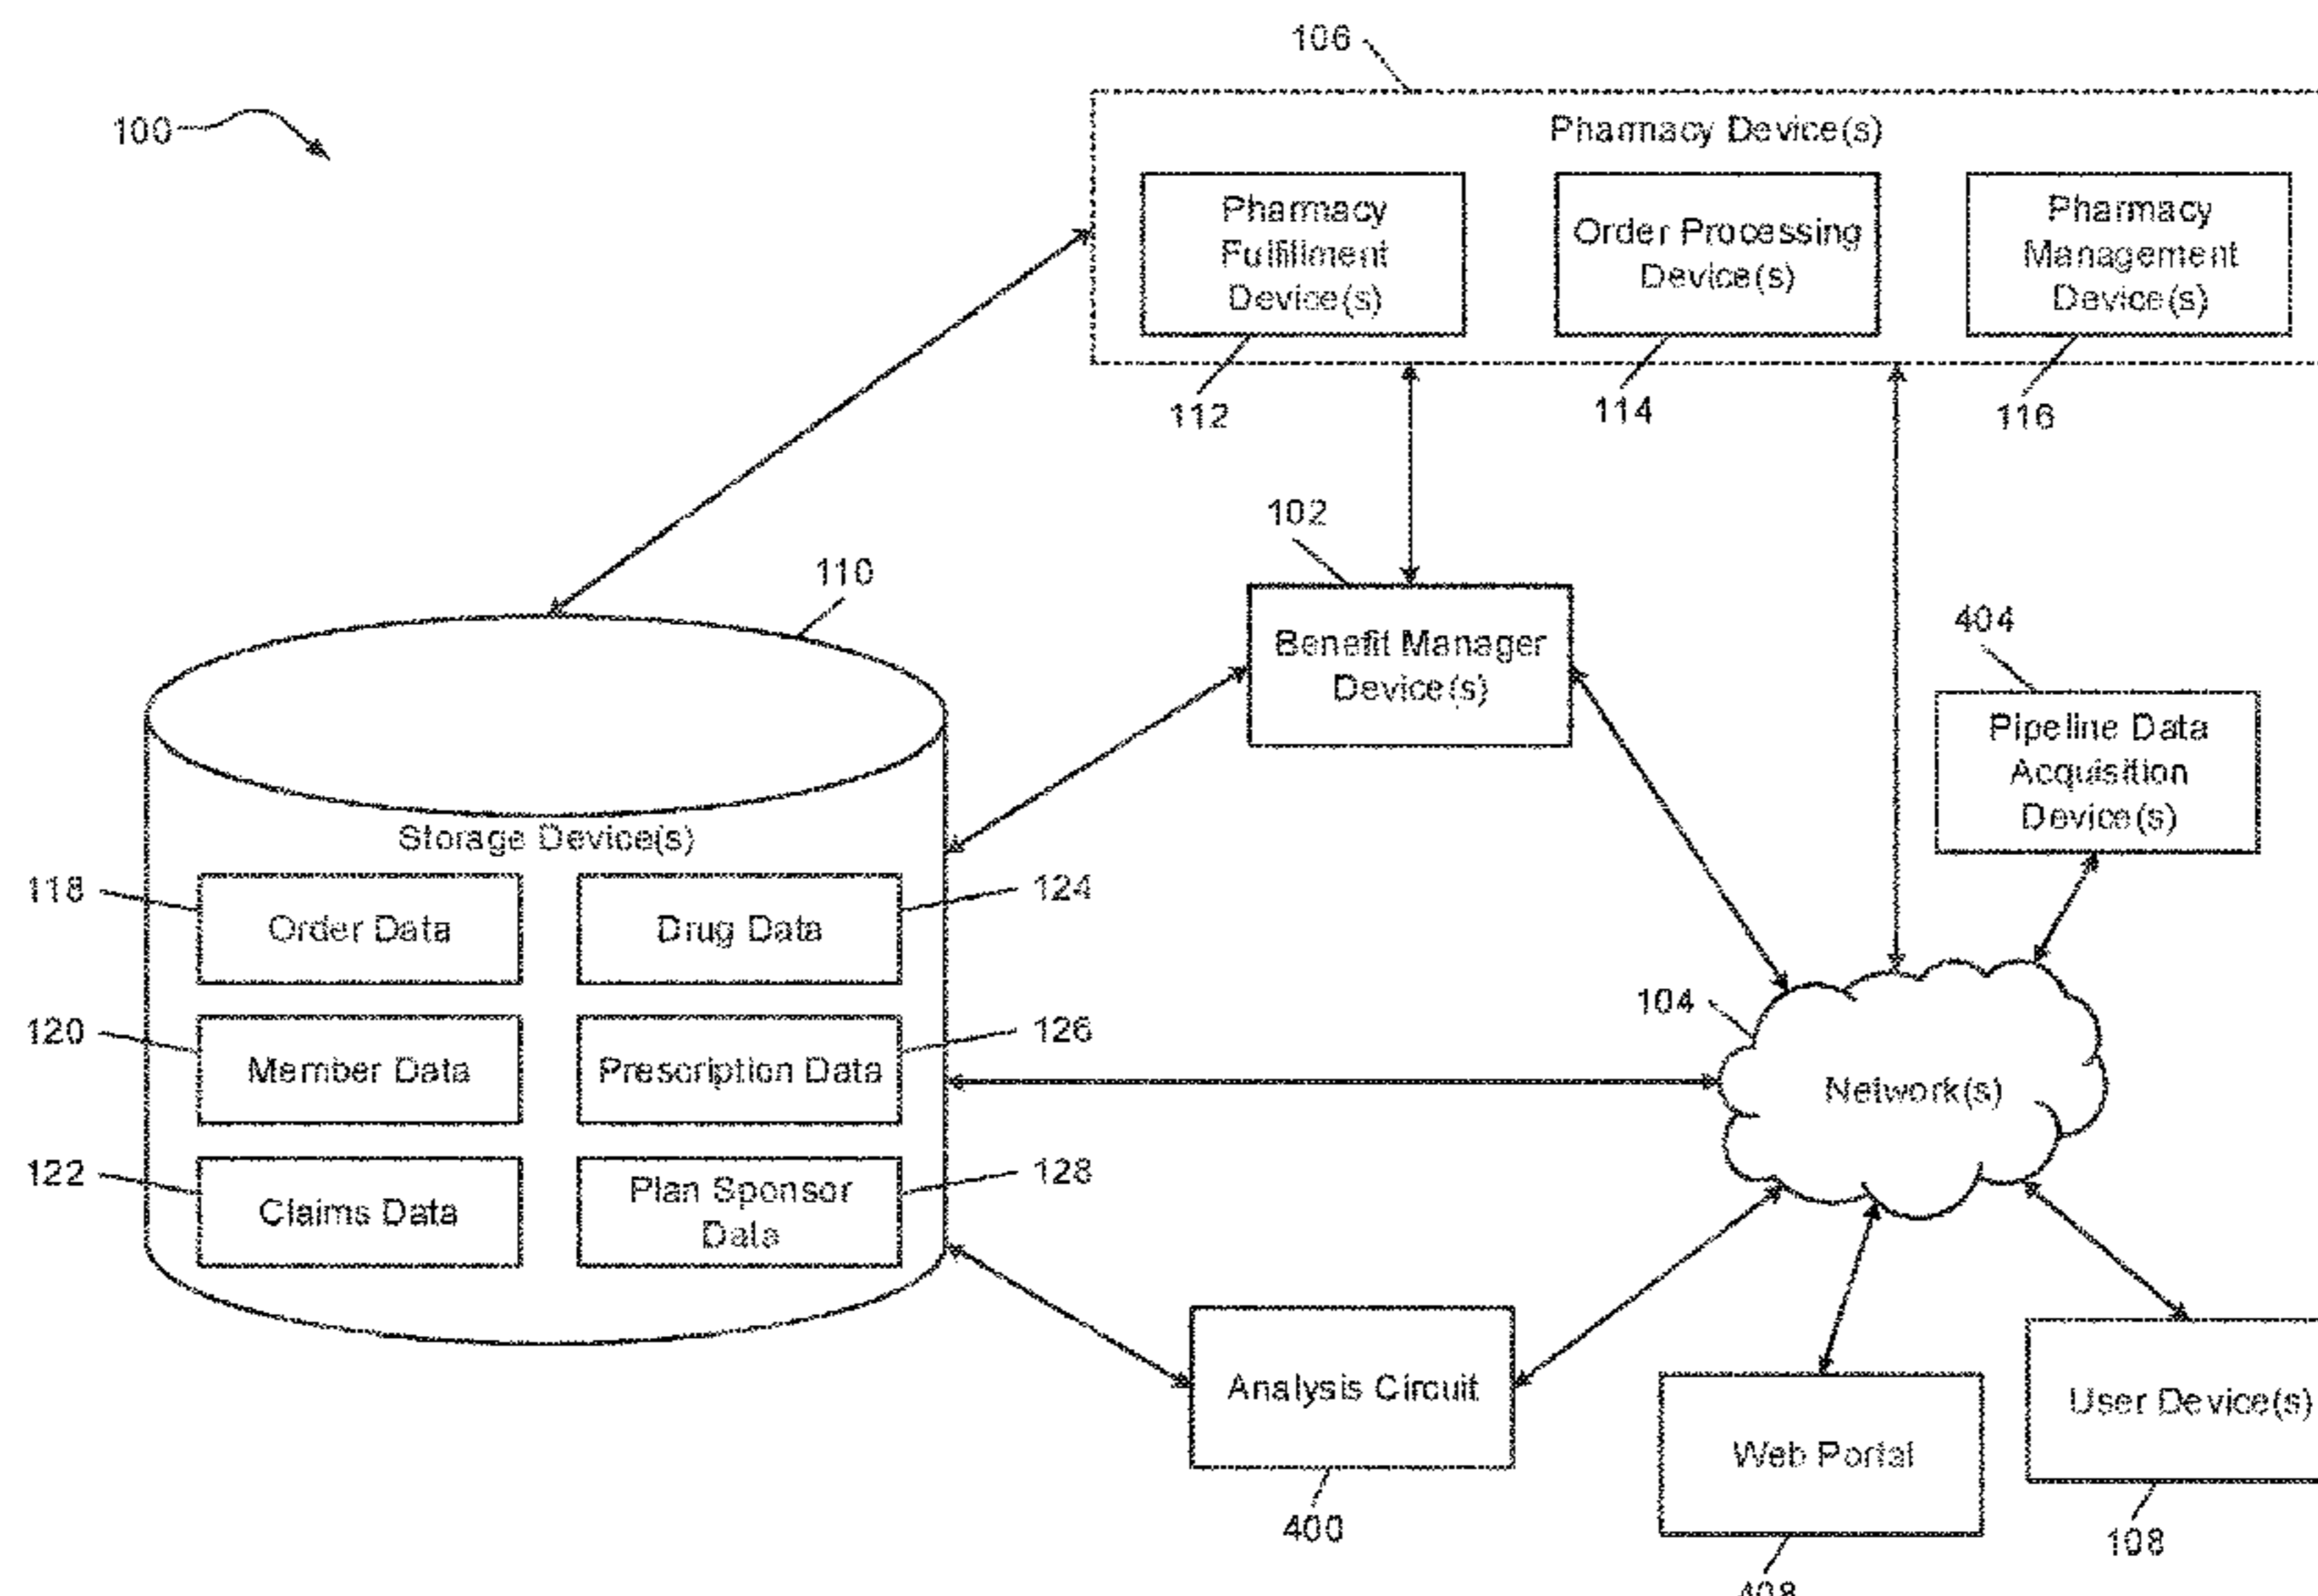 106
100
Pharmacy Device(s)
Pharmacy
Fulfillment
Device(s)
Order Processing
Device(s)
Pharmacy
Management
Device(s)
112
114
116
102
110
Benefit Manager
Device(s)
404
Pipeline Data
Acquisition
Device(s)
Storage Device(s)
118
Order Data
Drug Data
124
120
Member Data
Prescription Data
126
122
Claims Data
Plan Sponsor
Data
128
104
Network(s)
Analysis Circuit
400
Web Portal
408
User Device(s)
108